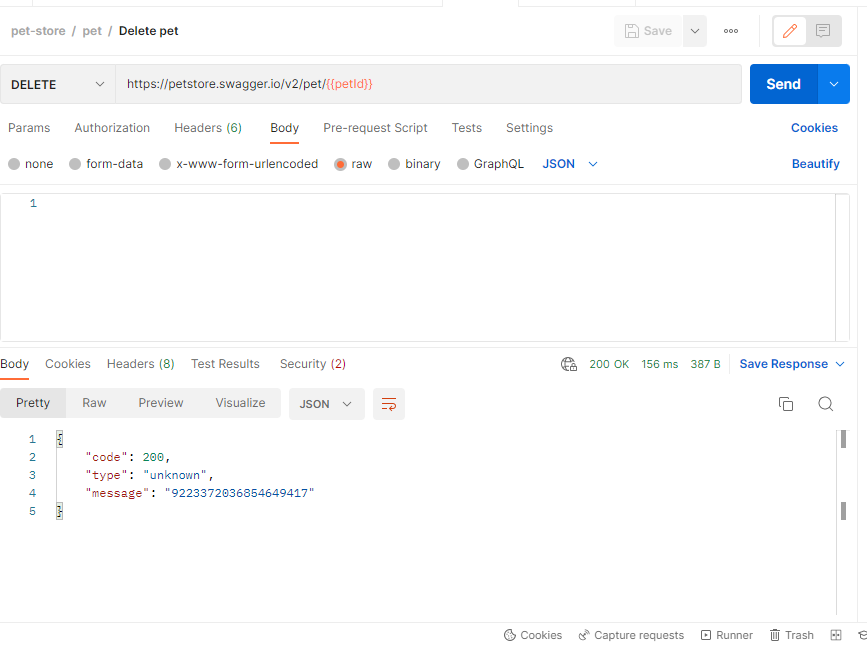 pet-store / pet / Delete pet
Save
DELETE https://petstore.swagger.io/v2/pet/{{petId}} Send
Params Authorization Headers (6) Body Pre-request Script Tests Settings Cookies
none form-data x-www-form-urlencoded raw binary GraphQL JSON Beautify
1
Body Cookies Headers (8) Test Results Security (2) 200 OK 156 ms 387 B Save Response
Pretty Raw Preview Visualize JSON
1 {
2 "code": 200,
3 "type": "unknown",
4 "message": "9223372036854649417"
5 }
Cookies Capture requests Runner Trash